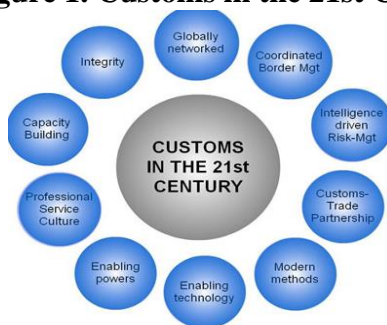 1. Customs in the 21st
Globally
networked
Coordinated
Border Mgt
Intelligence
driven
Risk-Mgt
Customs-
Trade
Partnership
Modern
methods
Enabling
technology
Enabling
powers
Professional
Service
Culture
Capacity
Building
Integrity
CUSTOMS
IN THE 21st
CENTURY